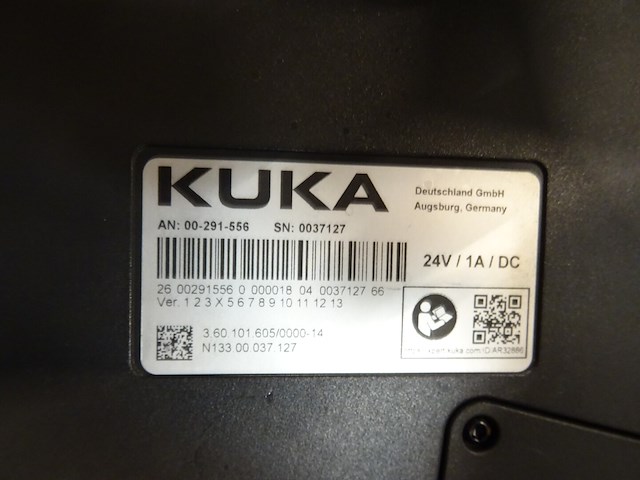 KUKA
Deutschland GmbH
Augsburg, Germany
AN: 00-291-556 SN: 0037127
24V / 1A / DC
26 00291556 0 000018 04 0037127 66
Ver. 1 2 3 X 5 6 7 8 9 10 11 12 13
3.60.101.605/0000-14
N133 00.037.127